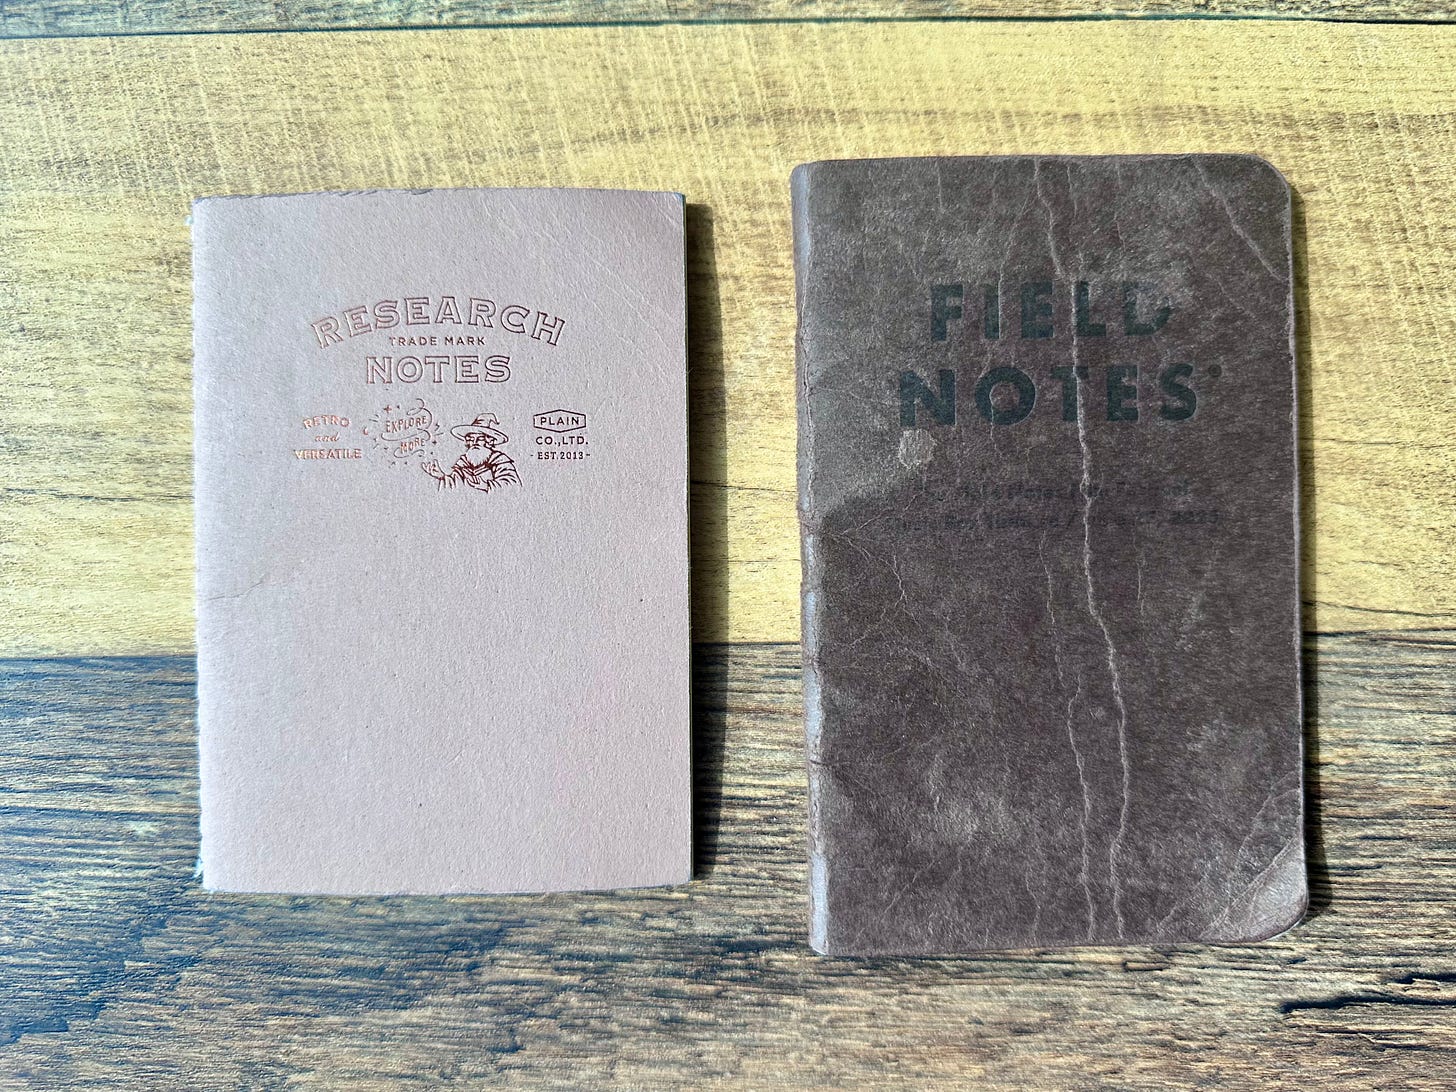 RESEARCH
TRADE MARK
NOTES
RETRO
and
VERSATILE
EXPLORE
MORE
PLAIN
CO.,LTD.
-EST.2013-
FIELD
NOTES